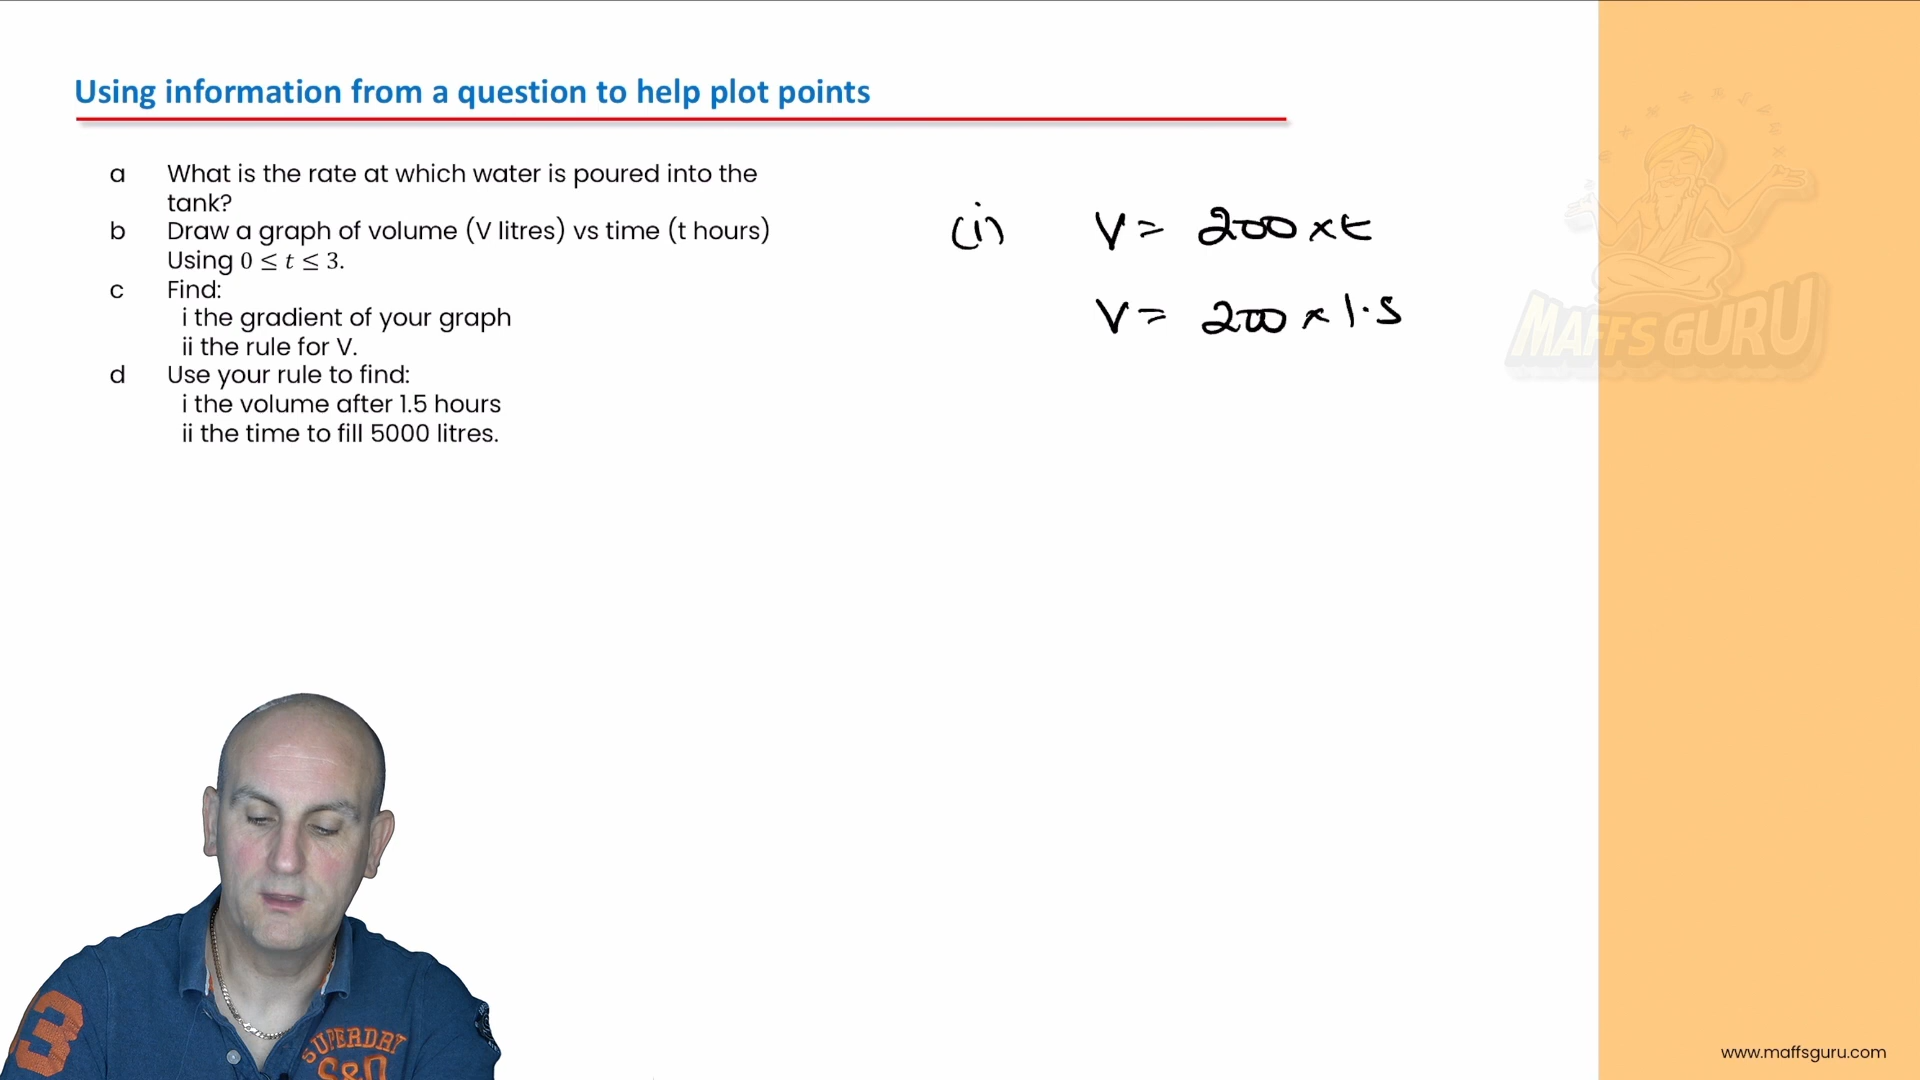 Using information from a question to help plot points
a What is the rate at which water is poured into the
tank?
b Draw a graph of volume (V litres) vs time (t hours)
Using 0 ≤ t ≤ 3.
c Find:
i the gradient of your graph
ii the rule for V.
d Use your rule to find:
i the volume after 1.5 hours
ii the time to fill 5000 litres.
(i) V = 200 × t
V = 200 × 1.5
MAFFS GURU
3
SUPERDRY
S&D
www.maffsguru.com